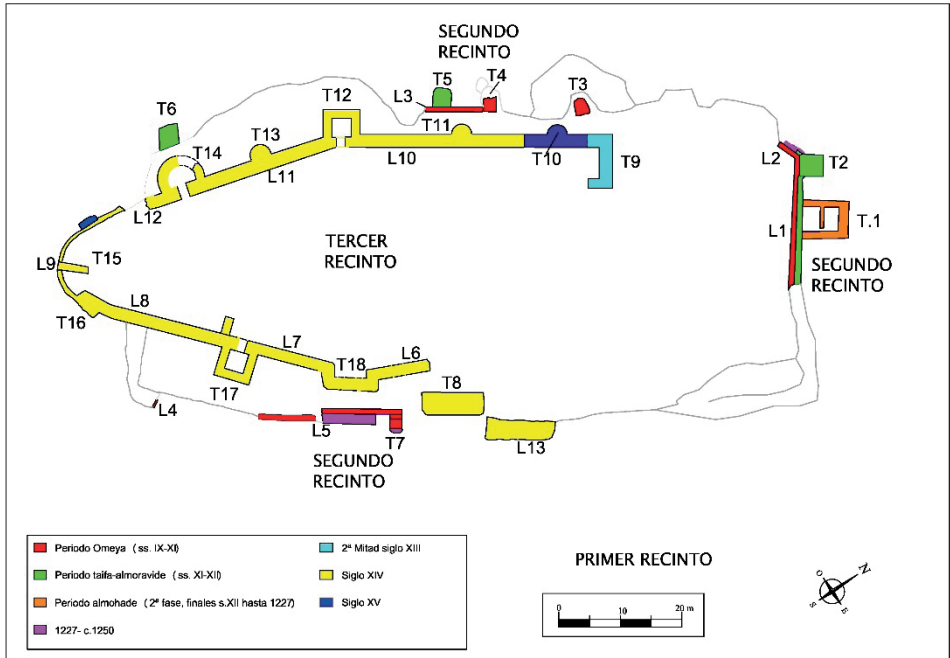 SEGUNDO
RECINTO
T5
T4
T3
L3
T12
T6
T11
T13
T14
L10
T10
T9
L11
L12
L2
T2
L1
T.1
SEGUNDO
RECINTO
TERCER
RECINTO
L9
T15
L8
T16
L7
L6
T18
T8
T17
L4
L5
T7
L13
SEGUNDO
RECINTO
Periodo Omeya ( ss. IX-XI)
Periodo taifa-almoravide ( ss. XI-XII)
Periodo almohade ( 2ª fase, finales s.XII hasta 1227)
1227- c.1250
2ª Mitad siglo XIII
Siglo XIV
Siglo XV
PRIMER RECINTO
0 10 20 m
O N
S E